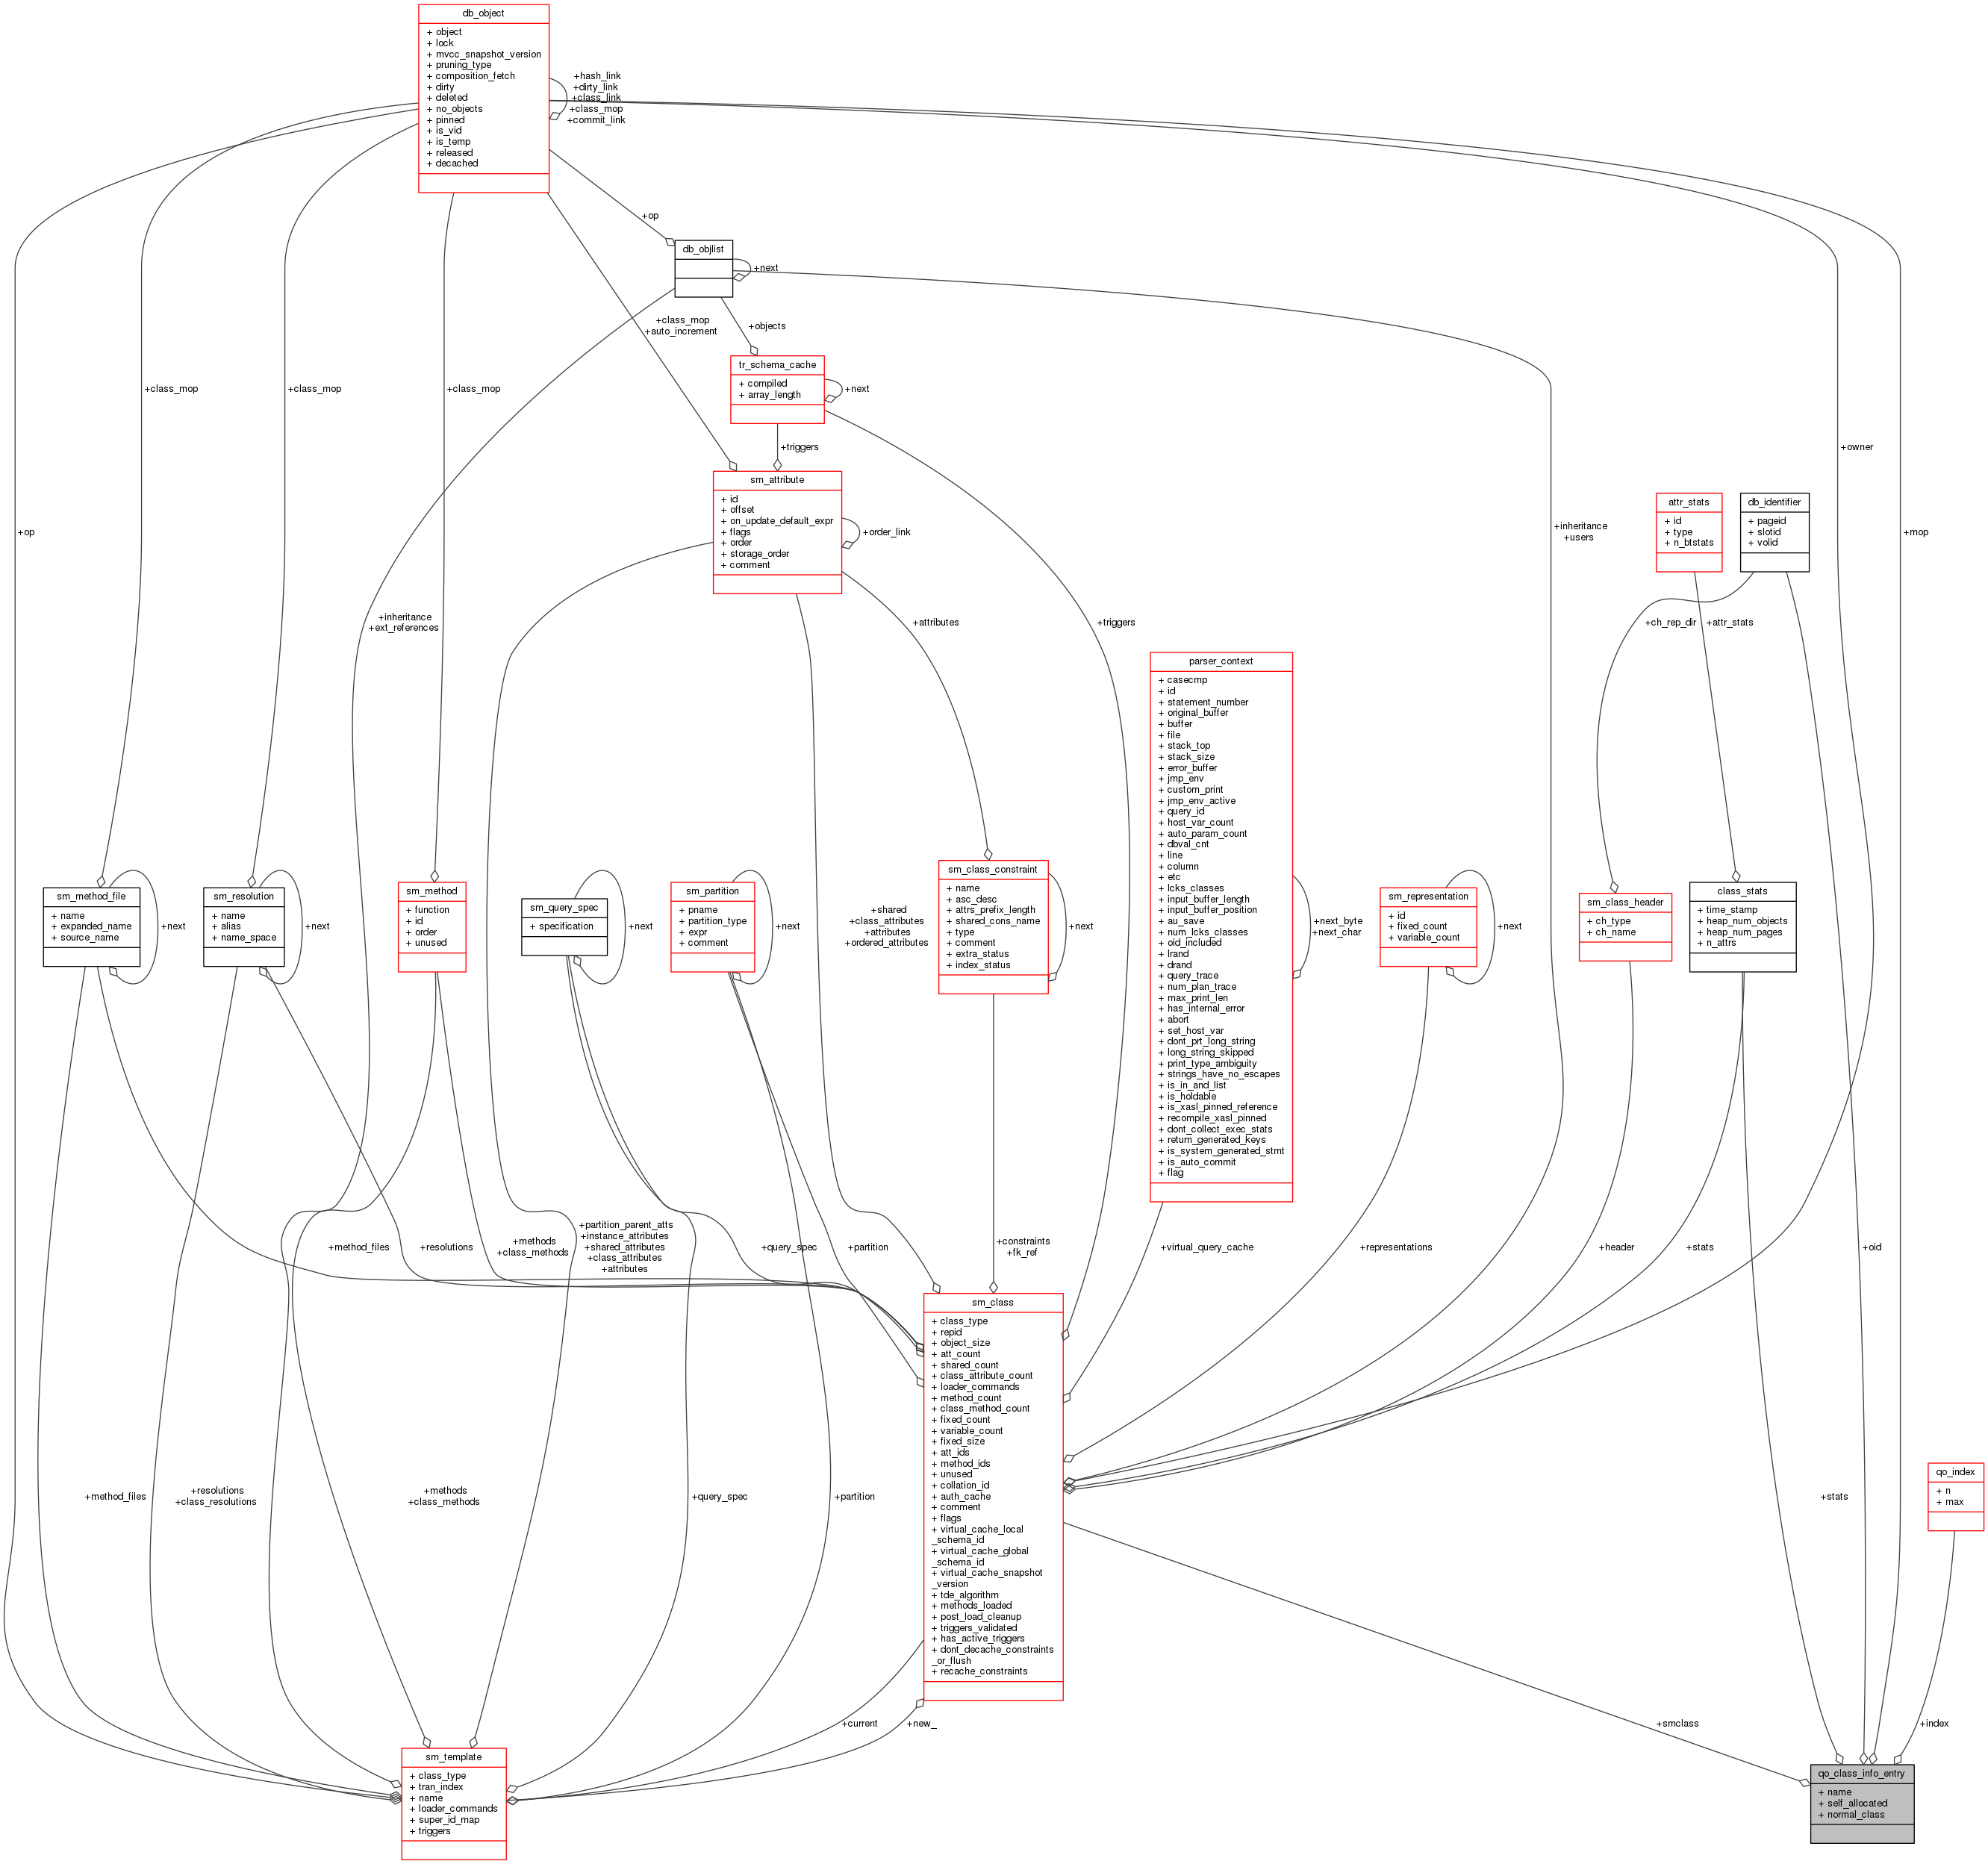 db_object
+ object
+ lock
+ mvcc_snapshot_version
+ pruning_type
+ composition_fetch
+ dirty
+ deleted
+ no_objects
+ pinned
+ is_vid
+ is_temp
+ released
+ decached
+hash_link
+dirty_link
+class_link
+class_mop
+commit_link
+op
db_objlist
+next
+class_mop
+auto_increment
+objects
tr_schema_cache
+ compiled
+ array_length
+next
+class_mop
+class_mop
+class_mop
+triggers
+owner
sm_attribute
+ id
+ offset
+ on_update_default_expr
+ flags
+ order
+ storage_order
+ comment
+order_link
+op
+inheritance
+users
+mop
attr_stats
+ id
+ type
+ n_btstats
db_identifier
+ pageid
+ slotid
+ volid
+inheritance
+ext_references
+attributes
+triggers
+ch_rep_dir
+attr_stats
parser_context
+ casecmp
+ id
+ statement_number
+ original_buffer
+ buffer
+ file
+ stack_top
+ stack_size
+ error_buffer
+ jmp_env
+ custom_print
+ jmp_env_active
+ query_id
+ host_var_count
+ auto_param_count
+ dbval_cnt
+ line
+ column
+ etc
+ lcks_classes
+ input_buffer_length
+ input_buffer_position
+ au_save
+ num_lcks_classes
+ oid_included
+ lrand
+ drand
+ query_trace
+ num_plan_trace
+ max_print_len
+ has_internal_error
+ abort
+ set_host_var
+ dont_prt_long_string
+ long_string_skipped
+ print_type_ambiguity
+ strings_have_no_escapes
+ is_in_and_list
+ is_holdable
+ is_xasl_pinned_reference
+ recompile_xasl_pinned
+ dont_collect_exec_stats
+ return_generated_keys
+ is_system_generated_stmt
+ is_auto_commit
+ flag
+next_byte
+next_char
sm_method_file
+ name
+ expanded_name
+ source_name
+next
sm_resolution
+ name
+ alias
+ name_space
+next
sm_method
+ function
+ id
+ order
+ unused
sm_query_spec
+ specification
+next
sm_partition
+ pname
+ partition_type
+ expr
+ comment
+next
+shared
+class_attributes
+attributes
+ordered_attributes
sm_class_constraint
+ name
+ asc_desc
+ attrs_prefix_length
+ shared_cons_name
+ type
+ comment
+ extra_status
+ index_status
+next
sm_representation
+ id
+ fixed_count
+ variable_count
+next
sm_class_header
+ ch_type
+ ch_name
class_stats
+ time_stamp
+ heap_num_objects
+ heap_num_pages
+ n_attrs
+method_files
+resolutions
+methods
+class_methods
+partition_parent_atts
+instance_attributes
+shared_attributes
+class_attributes
+attributes
+query_spec
+partition
+constraints
+fk_ref
+virtual_query_cache
+representations
+header
+stats
+oid
sm_class
+ class_type
+ repid
+ object_size
+ att_count
+ shared_count
+ class_attribute_count
+ loader_commands
+ method_count
+ class_method_count
+ fixed_count
+ variable_count
+ fixed_size
+ att_ids
+ method_ids
+ unused
+ collation_id
+ auth_cache
+ comment
+ flags
+ virtual_cache_local
_schema_id
+ virtual_cache_global
_schema_id
+ virtual_cache_snapshot
_version
+ tde_algorithm
+ methods_loaded
+ post_load_cleanup
+ triggers_validated
+ has_active_triggers
+ dont_decache_constraints
_or_flush
+ recache_constraints
qo_index
+ n
+ max
+method_files
+resolutions
+class_resolutions
+methods
+class_methods
+query_spec
+partition
+stats
+current
+new_
+smclass
+index
sm_template
+ class_type
+ tran_index
+ name
+ loader_commands
+ super_id_map
+ triggers
qo_class_info_entry
+ name
+ self_allocated
+ normal_class